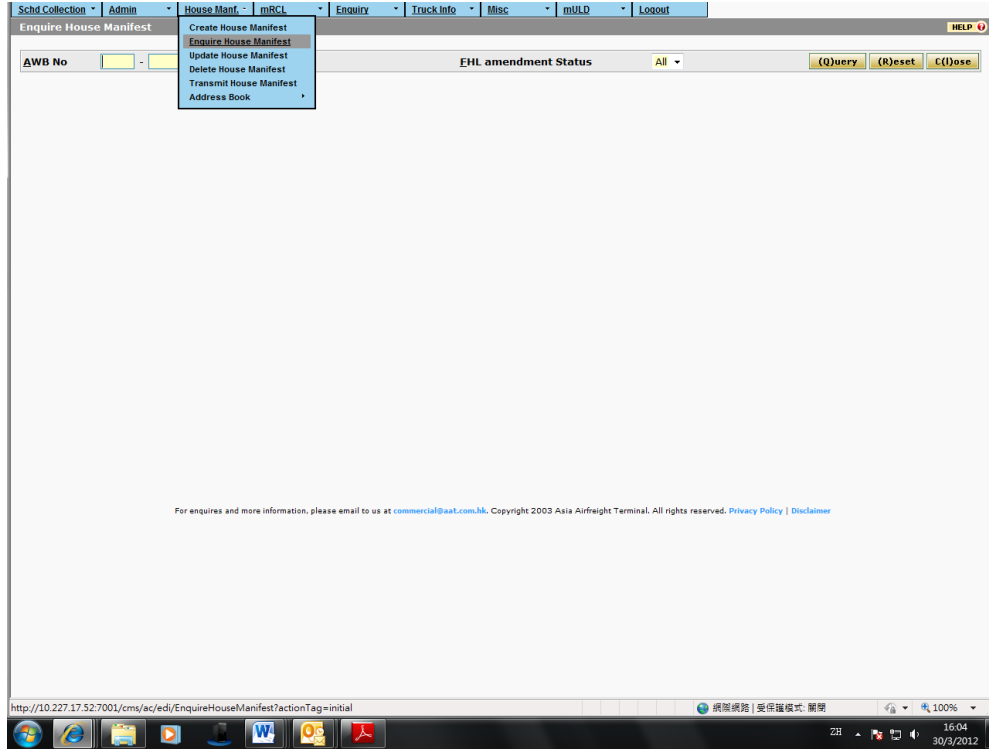 Schd Collection Admin House Manf. mRCL Enquiry Truck Info Misc mULD Logout
Enquire House Manifest HELP
Create House Manifest
Enquire House Manifest
Update House Manifest
Delete House Manifest
Transmit House Manifest
Address Book
AWB No - FHL amendment Status All (Q)uery (R)eset C(l)ose
For enquires and more information, please email to us at commercial@aat.com.hk. Copyright 2003 Asia Airfreight Terminal. All rights reserved. Privacy Policy | Disclaimer
http://10.227.17.52:7001/cms/ac/edi/EnquireHouseManifest?actionTag=initial 網際網路 | 受保護模式: 關閉 100%
ZH 16:04
30/3/2012